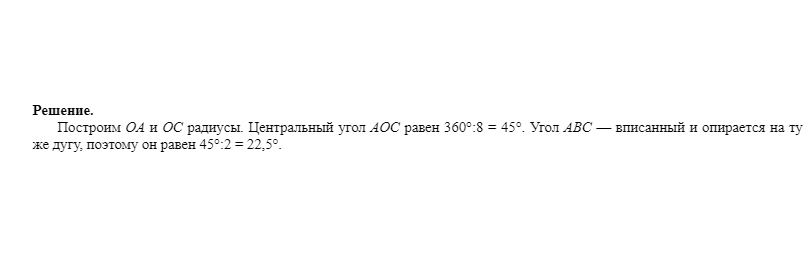 Решение.
Построим OA и OC радиусы. Центральный угол AOC равен 360°:8 = 45°. Угол ABC — вписанный и опирается на ту
же дугу, поэтому он равен 45°:2 = 22,5°.